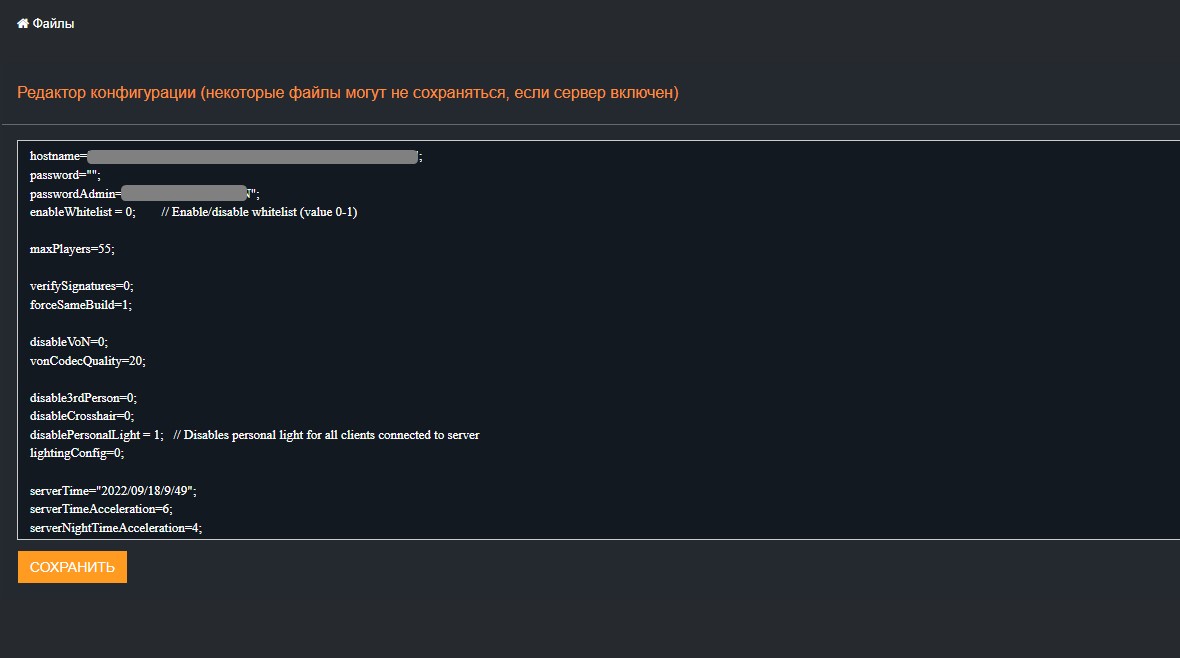 Файлы
Редактор конфигурации (некоторые файлы могут не сохраняться, если сервер включен)
hostname= ;
password="";
passwordAdmin= ";
enableWhitelist = 0; // Enable/disable whitelist (value 0-1)
maxPlayers=55;
verifySignatures=0;
forceSameBuild=1;
disableVoN=0;
vonCodecQuality=20;
disable3rdPerson=0;
disableCrosshair=0;
disablePersonalLight = 1; // Disables personal light for all clients connected to server
lightingConfig=0;
serverTime="2022/09/18/9/49";
serverTimeAcceleration=6;
serverNightTimeAcceleration=4;
СОХРАНИТЬ